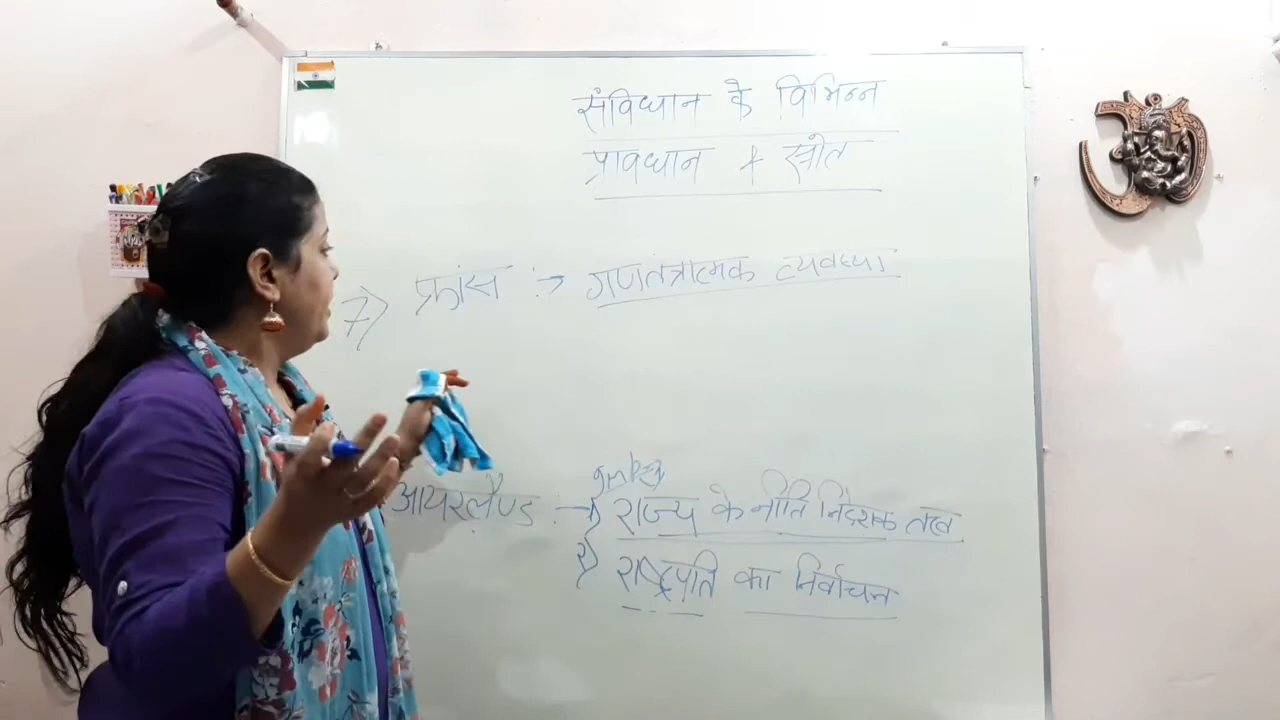 संविधान के विभिन्न
प्रावधान + स्रोत
7) फ्रांस :→ गणतंत्रात्मक व्यवस्था
आयरलैण्ड :→ 1) राज्य के नीति निदेशक तत्व
2) राष्ट्रपति का निर्वाचन